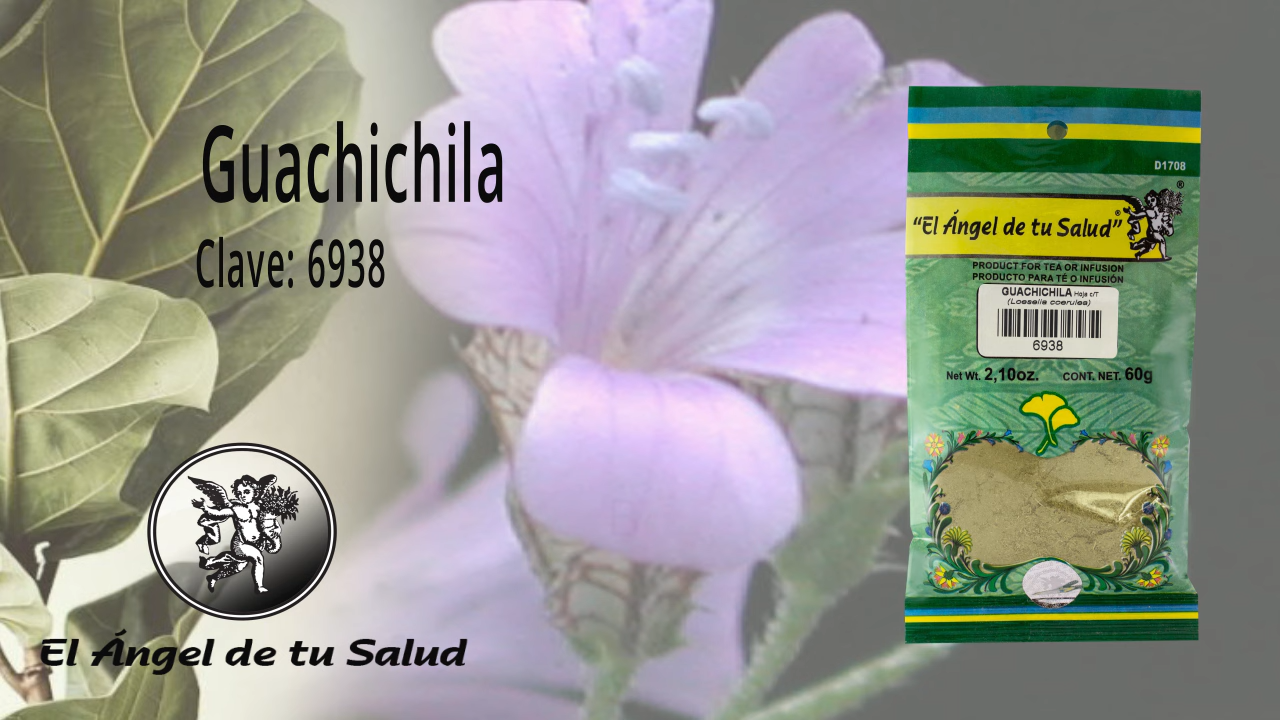 Guachichila
Clave: 6938
El Ángel de tu Salud
D1708
®
“El Ángel de tu Salud”®
PRODUCT FOR TEA OR INFUSION
PRODUCTO PARA TÉ O INFUSIÓN
GUACHICHILA Hoja c/T
(Loeselia coerulea)
6938
Net Wt. 2,10oz. CONT. NET. 60g